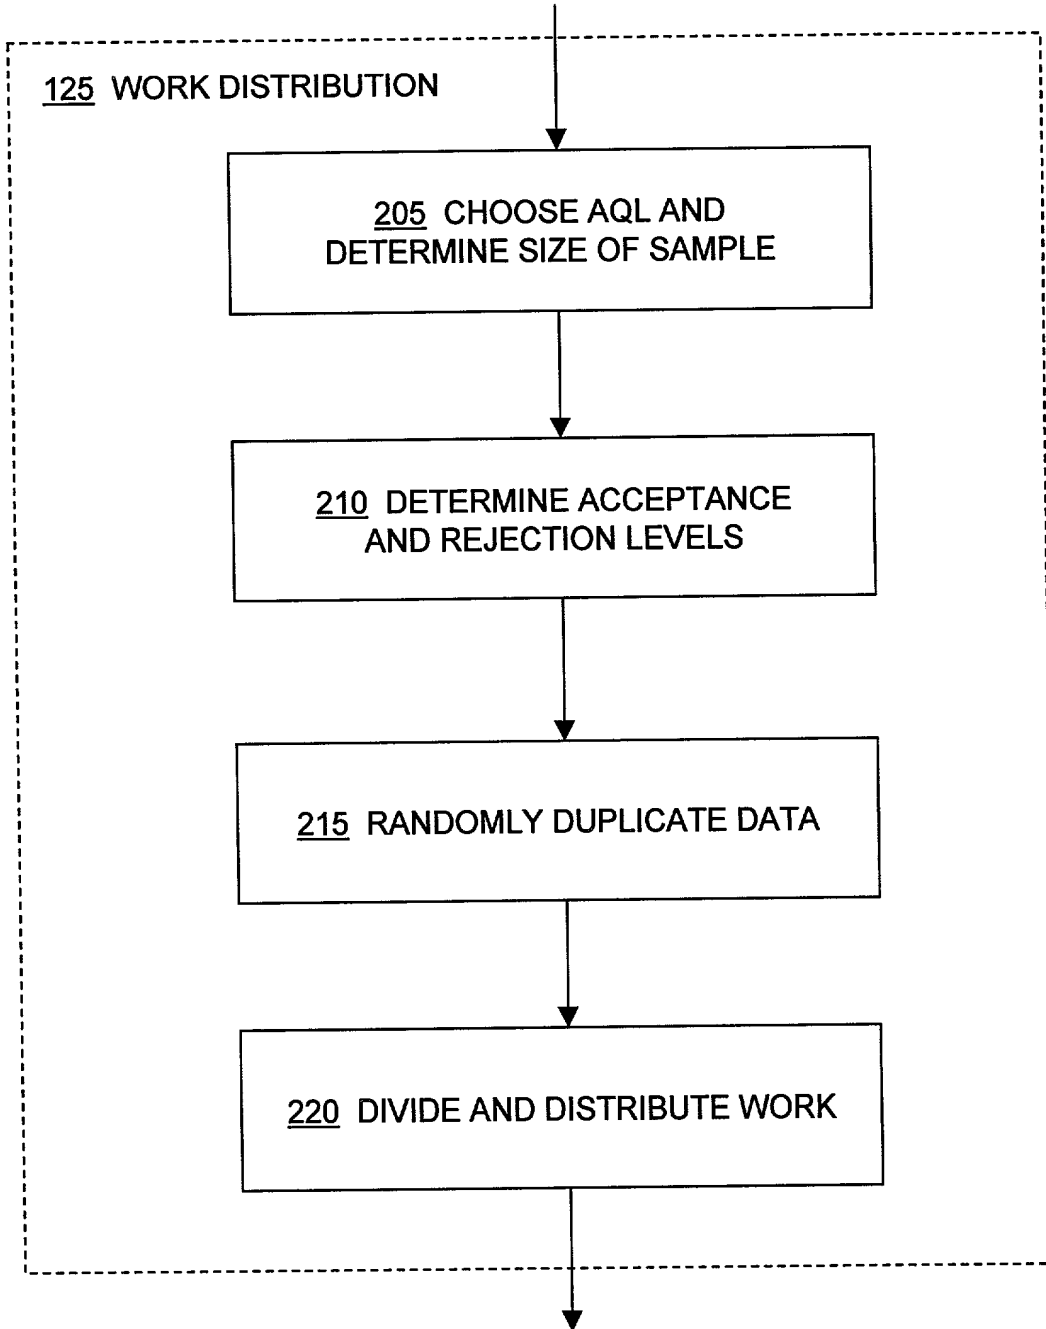 125 WORK DISTRIBUTION
205 CHOOSE AQL AND
DETERMINE SIZE OF SAMPLE
210 DETERMINE ACCEPTANCE
AND REJECTION LEVELS
215 RANDOMLY DUPLICATE DATA
220 DIVIDE AND DISTRIBUTE WORK